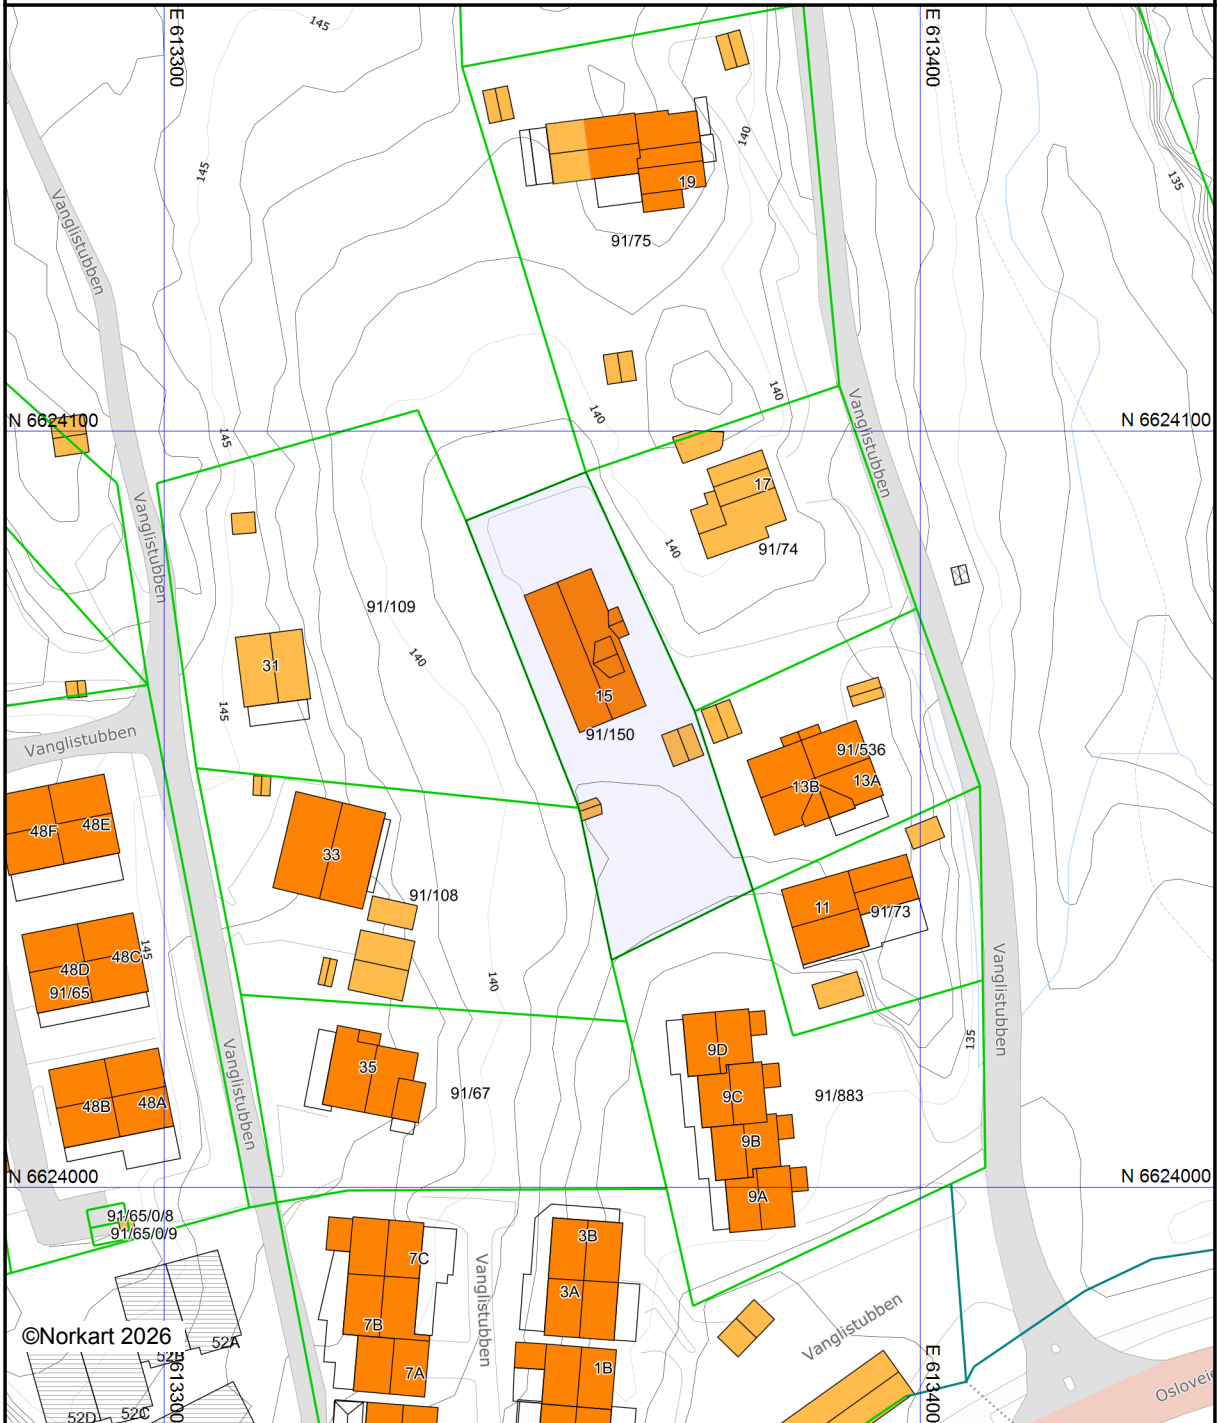 E 613300
E 613400
145
140
19
145
135
Vanglistubben
91/75
140
140
Vanglistubben
N 6624100
N 6624100
145
17
Vanglistubben
140
91/74
91/109
140
31
15
145
91/150
Vanglistubben
91/536
13B
13A
48F
48E
33
91/108
11
91/73
145
48C
48D
91/65
140
Vanglistubben
135
9D
35
91/67
9C
91/883
Vanglistubben
48B
48A
9B
N 6624000
N 6624000
9A
91/65/0/8
91/65/0/9
3B
7C
3A
Vanglistubben
7B
Vanglistubben
©Norkart 2026
52A
52B
1B
7A
E 613300
E 613400
Osloveie
52D
52C